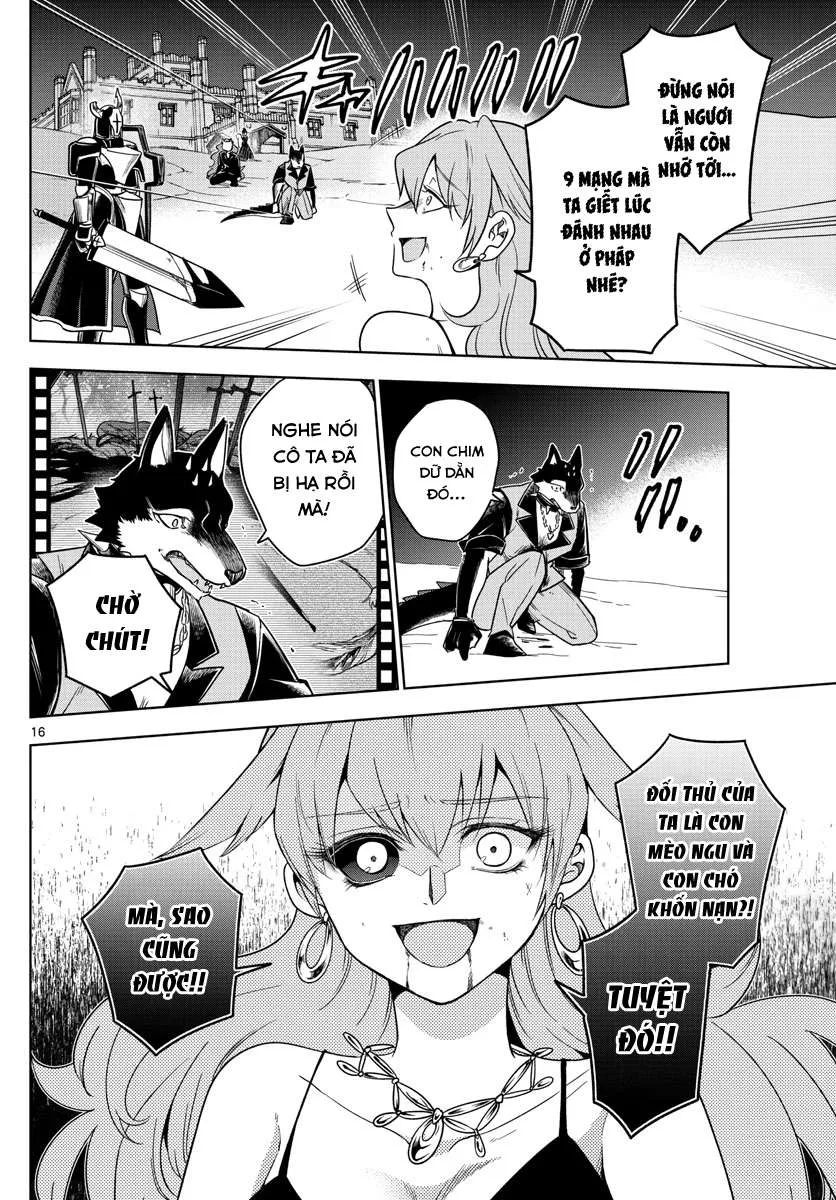 ĐỪNG NÓI
LÀ NGƯƠI
VẪN CÒN
NHỚ TỚI...
9 MẠNG MÀ
TA GIẾT LÚC
ĐÁNH NHAU
Ở PHÁP
NHÉ?
CON CHIM
DỮ DẰN
ĐÓ...
NGHE NÓI
CÔ TA ĐÃ
BỊ HẠ RỒI
MÀ!
CHỜ
CHÚT!
16
ĐỐI THỦ CỦA
TA LÀ CON
MÈO NGU VÀ
CON CHÓ
KHỐN NẠN?!
TUYỆT
ĐÓ!!
MÀ, SAO
CŨNG
ĐƯỢC!!